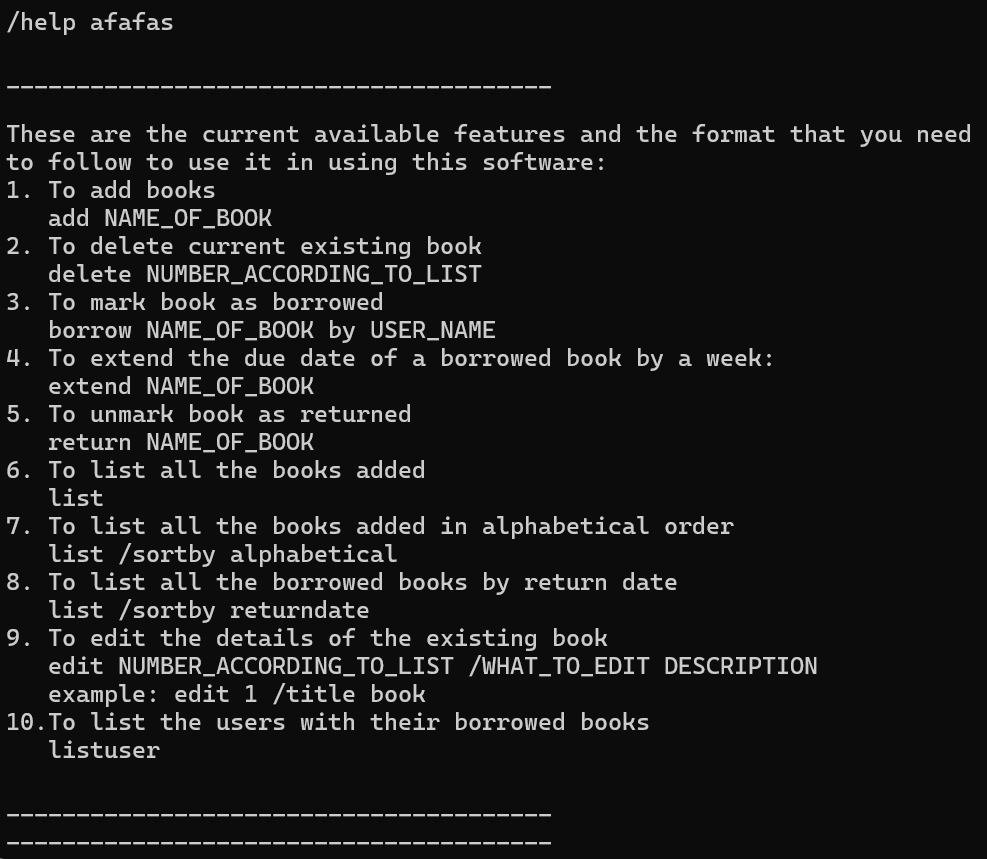 /help afafas
_______________________________________
These are the current available features and the format that you need
to follow to use it in using this software:
1. To add books
   add NAME_OF_BOOK
2. To delete current existing book
   delete NUMBER_ACCORDING_TO_LIST
3. To mark book as borrowed
   borrow NAME_OF_BOOK by USER_NAME
4. To extend the due date of a borrowed book by a week:
   extend NAME_OF_BOOK
5. To unmark book as returned
   return NAME_OF_BOOK
6. To list all the books added
   list
7. To list all the books added in alphabetical order
   list /sortby alphabetical
8. To list all the borrowed books by return date
   list /sortby returndate
9. To edit the details of the existing book
   edit NUMBER_ACCORDING_TO_LIST /WHAT_TO_EDIT DESCRIPTION
   example: edit 1 /title book
10.To list the users with their borrowed books
   listuser
_______________________________________
_______________________________________